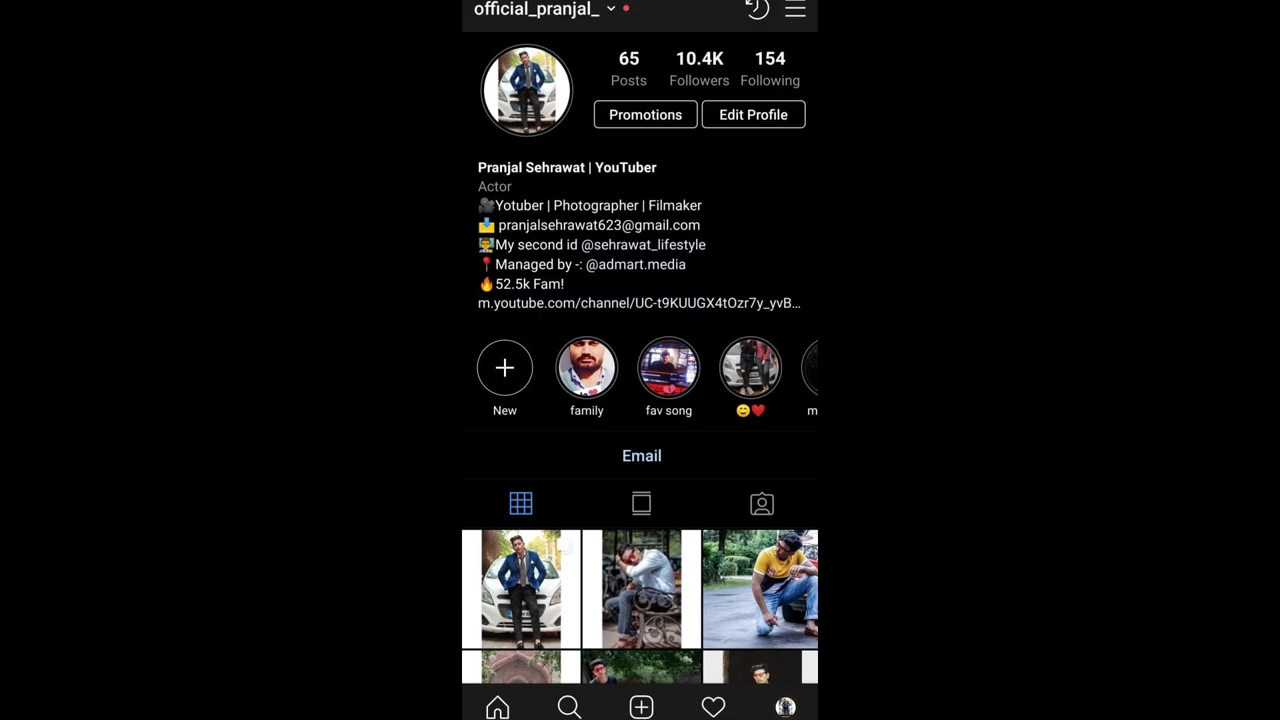 official_pranjal_
65 10.4K 154
Posts Followers Following
Promotions Edit Profile
Pranjal Sehrawat | YouTuber
Actor
🎥Yotuber | Photographer | Filmaker
📩 pranjalsehrawat623@gmail.com
👨‍🏫My second id @sehrawat_lifestyle
📍Managed by -: @admart.media
🔥52.5k Fam!
m.youtube.com/channel/UC-t9KUUGX4tOzr7y_yvB...
New family fav song 😊❤️ m
Email